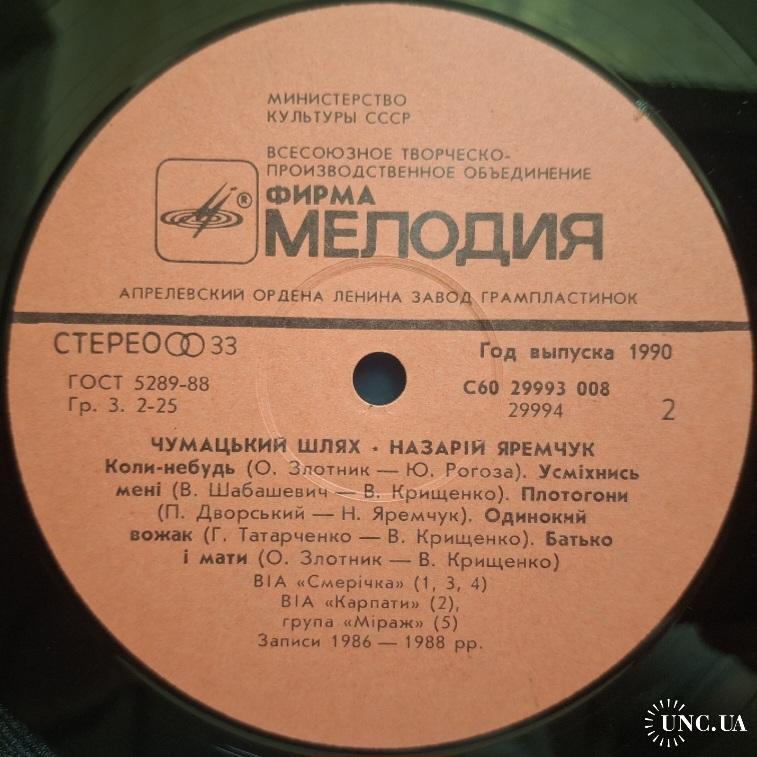 МИНИСТЕРСТВО
КУЛЬТУРЫ СССР
ВСЕСОЮЗНОЕ ТВОРЧЕСКО-
ПРОИЗВОДСТВЕННОЕ ОБЪЕДИНЕНИЕ
®
ФИРМА
МЕЛОДИЯ
АПРЕЛЕВСКИЙ ОРДЕНА ЛЕНИНА ЗАВОД ГРАМПЛАСТИНОК
СТЕРЕО 33
Год выпуска 1990
ГОСТ 5289-88
С60 29993 008
Гр. 3. 2-25
29994
2
ЧУМАЦЬКИЙ ШЛЯХ · НАЗАРІЙ ЯРЕМЧУК
Коли-небудь (О. Злотник — Ю. Рогоза). Усміхнись
мені (В. Шабашевич — В. Крищенко). Плотогони
(П. Дворський — Н. Яремчук). Одинокий
вожак (Г. Татарченко — В. Крищенко). Батько
і мати (О. Злотник — В. Крищенко)
ВІА «Смерічка» (1, 3, 4)
ВІА «Карпати» (2),
група «Міраж» (5)
Записи 1986 — 1988 рр.
UNC.UA